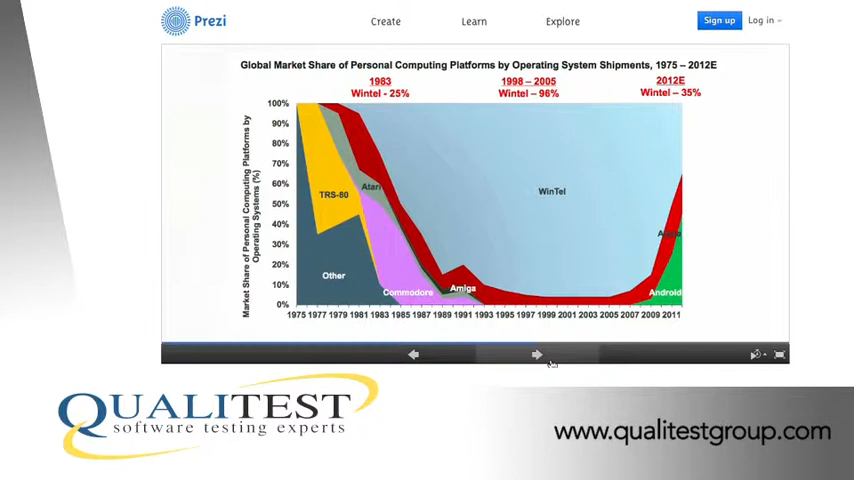 Prezi
Create
Learn
Explore
Sign up
Log in
Global Market Share of Personal Computing Platforms by Operating System Shipments, 1975 – 2012E
1983
Wintel - 25%
1998 – 2005
Wintel – 96%
2012E
Wintel – 35%
Market Share of Personal Computing Platforms by
Operating Systems (%)
100%
90%
80%
70%
60%
50%
40%
30%
20%
10%
0%
TRS-80
Other
Atari
Commodore
Amiga
WinTel
Apple
Android
1975 1977 1979 1981 1983 1985 1987 1989 1991 1993 1995 1997 1999 2001 2003 2005 2007 2009 2011
QUALITEST
software testing experts
www.qualitestgroup.com